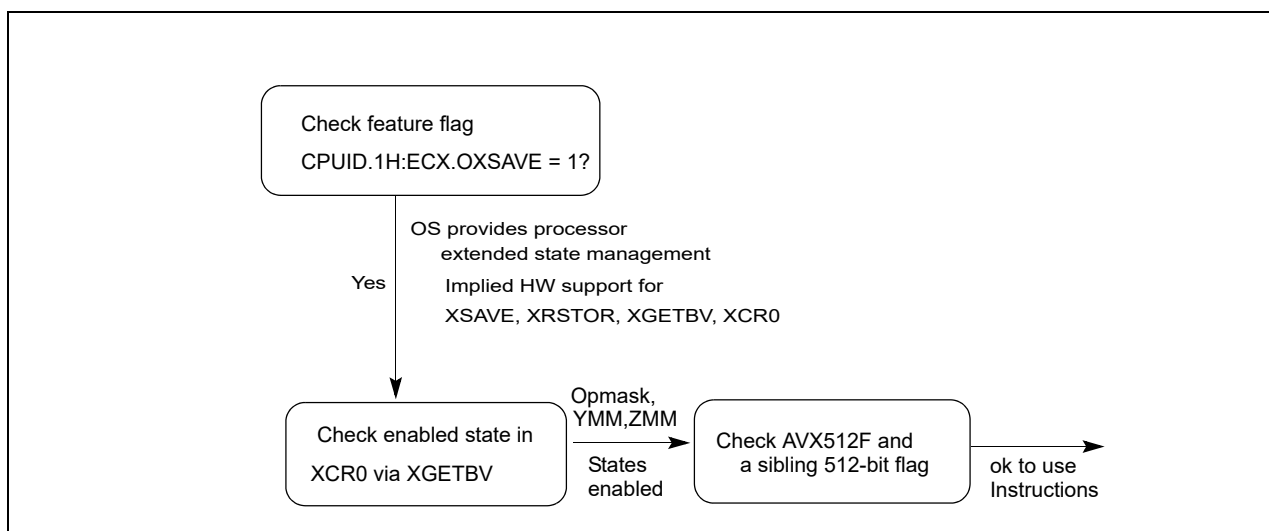 Check feature flag
CPUID.1H:ECX.OXSAVE = 1?
OS provides processor
extended state management
Yes
Implied HW support for
XSAVE, XRSTOR, XGETBV, XCR0
Check enabled state in
XCR0 via XGETBV
Opmask,
YMM,ZMM
States
enabled
Check AVX512F and
a sibling 512-bit flag
ok to use
Instructions